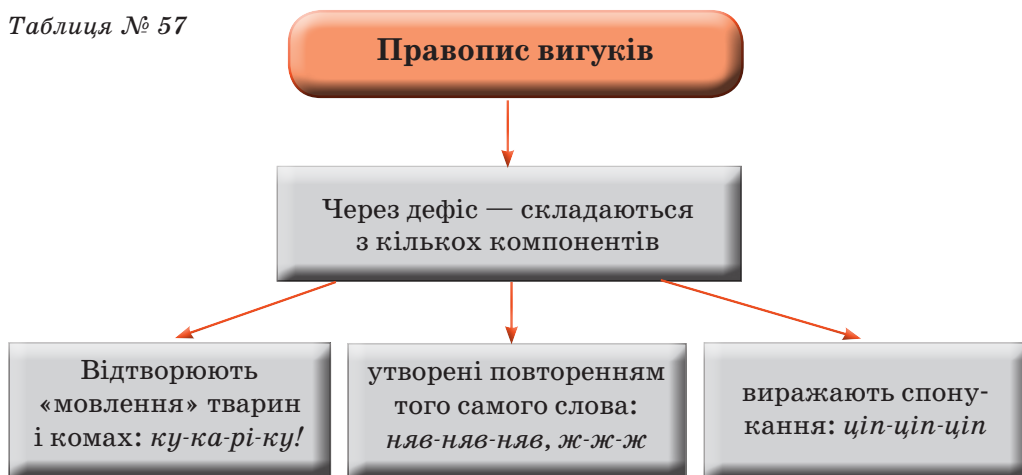 Таблиця № 57
Правопис вигуків
Через дефіс — складаються
з кількох компонентів
Відтворюють
«мовлення» тварин
і комах: ку-ка-рі-ку!
утворені повторенням
того самого слова:
няв-няв-няв, ж-ж-ж
виражають спону-
кання: ціп-ціп-ціп